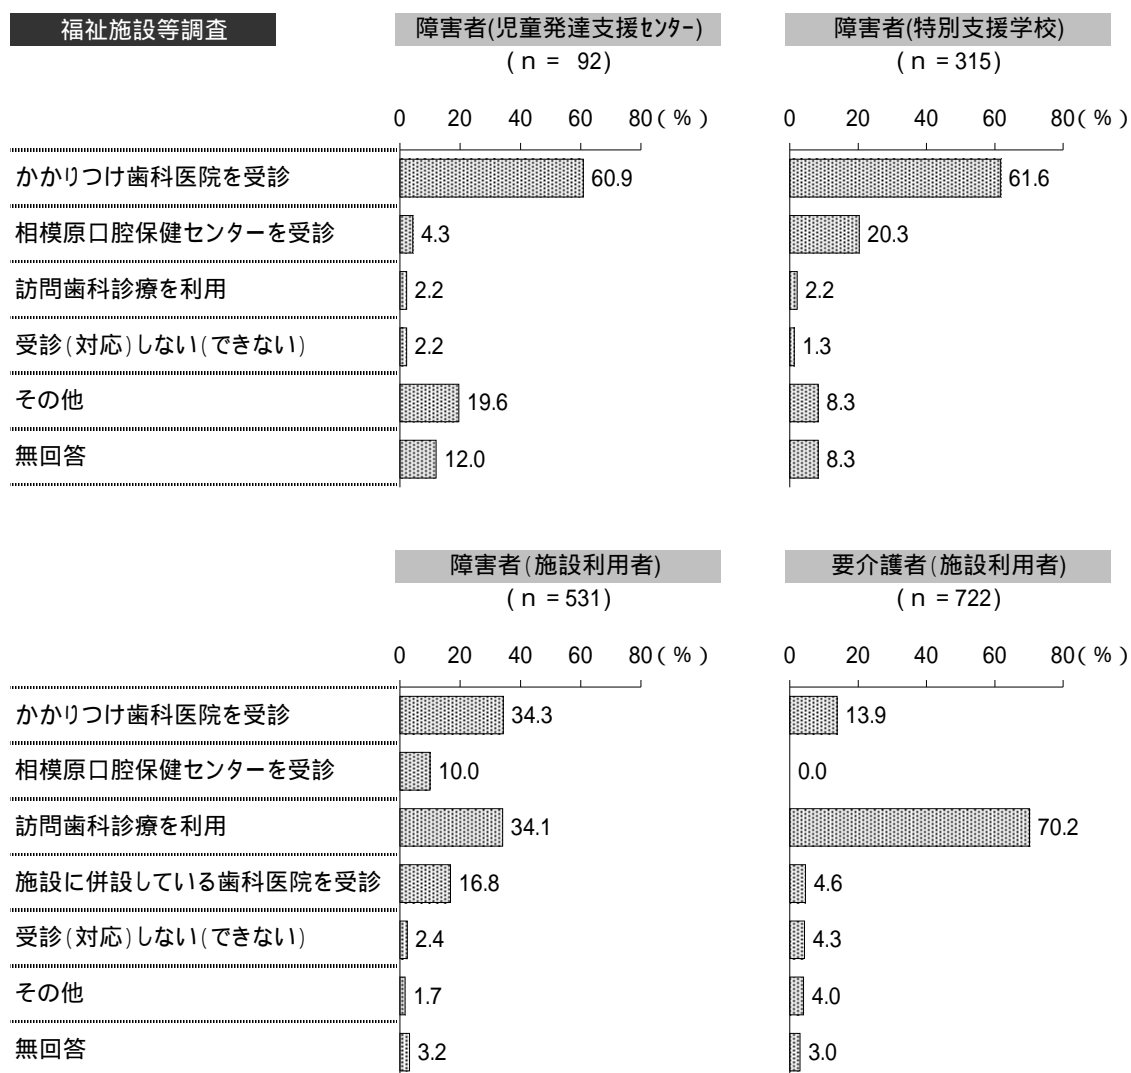 福祉施設等調査
障害者(児童発達支援ｾﾝﾀｰ)
障害者(特別支援学校)
(ｎ＝ 92)
(ｎ＝315)
0 20 40 60 80(％)
0 20 40 60 80(％)
かかりつけ歯科医院を受診 60.9 61.6
相模原口腔保健センターを受診 4.3 20.3
訪問歯科診療を利用 2.2 2.2
受診(対応)しない(できない) 2.2 1.3
その他 19.6 8.3
無回答 12.0 8.3
障害者(施設利用者)
要介護者(施設利用者)
(ｎ＝531)
(ｎ＝722)
0 20 40 60 80(％)
0 20 40 60 80(％)
かかりつけ歯科医院を受診 34.3 13.9
相模原口腔保健センターを受診 10.0 0.0
訪問歯科診療を利用 34.1 70.2
施設に併設している歯科医院を受診 16.8 4.6
受診(対応)しない(できない) 2.4 4.3
その他 1.7 4.0
無回答 3.2 3.0